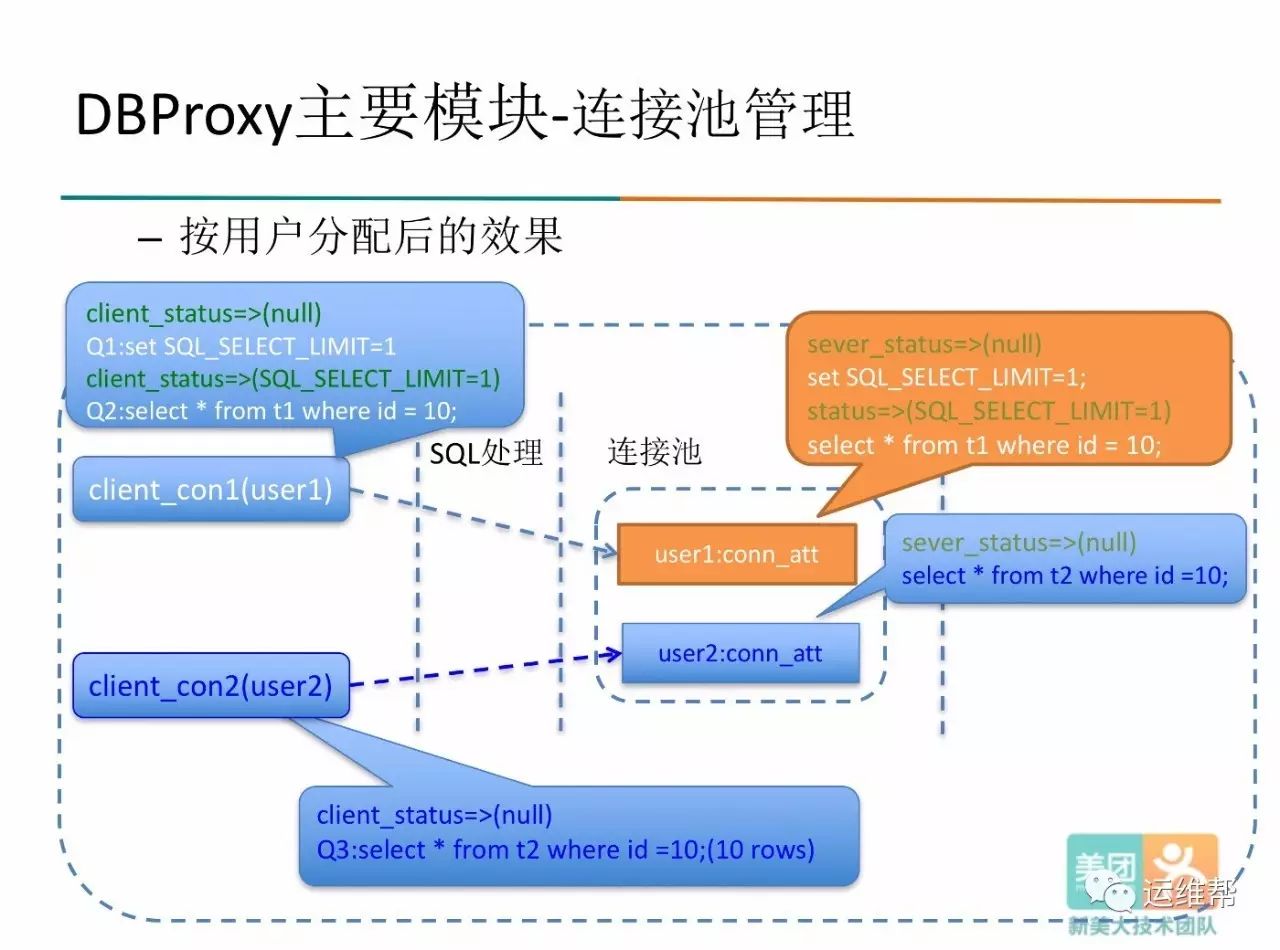 DBProxy主要模块-连接池管理
– 按用户分配后的效果
client_status=>(null)
Q1:set SQL_SELECT_LIMIT=1
client_status=>(SQL_SELECT_LIMIT=1)
Q2:select * from t1 where id = 10;
sever_status=>(null)
set SQL_SELECT_LIMIT=1;
status=>(SQL_SELECT_LIMIT=1)
select * from t1 where id = 10;
SQL处理
连接池
client_con1(user1)
user1:conn_att
sever_status=>(null)
select * from t2 where id =10;
user2:conn_att
client_con2(user2)
client_status=>(null)
Q3:select * from t2 where id =10;(10 rows)
美团
运维帮
新美大技术团队